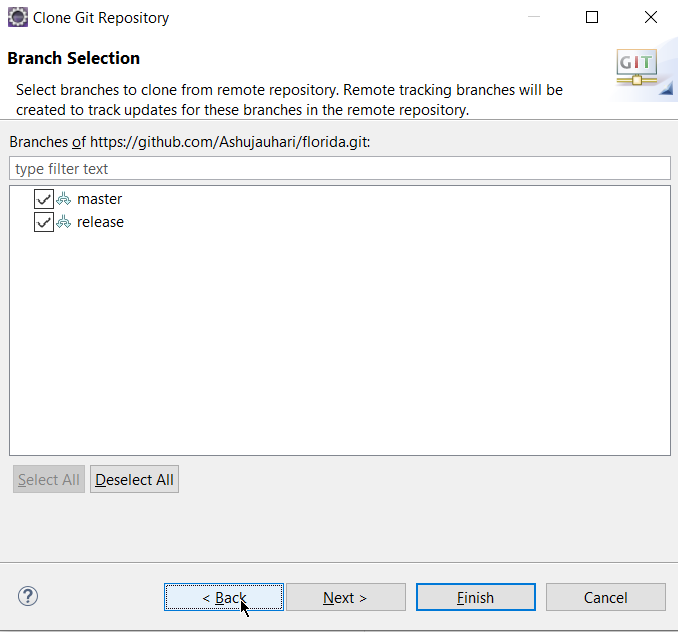 Clone Git Repository
Branch Selection
GIT
Select branches to clone from remote repository. Remote tracking branches will be
created to track updates for these branches in the remote repository.
Branches of https://github.com/Ashujauhari/florida.git:
type filter text
master
release
Select All Deselect All
? < Back Next > Finish Cancel